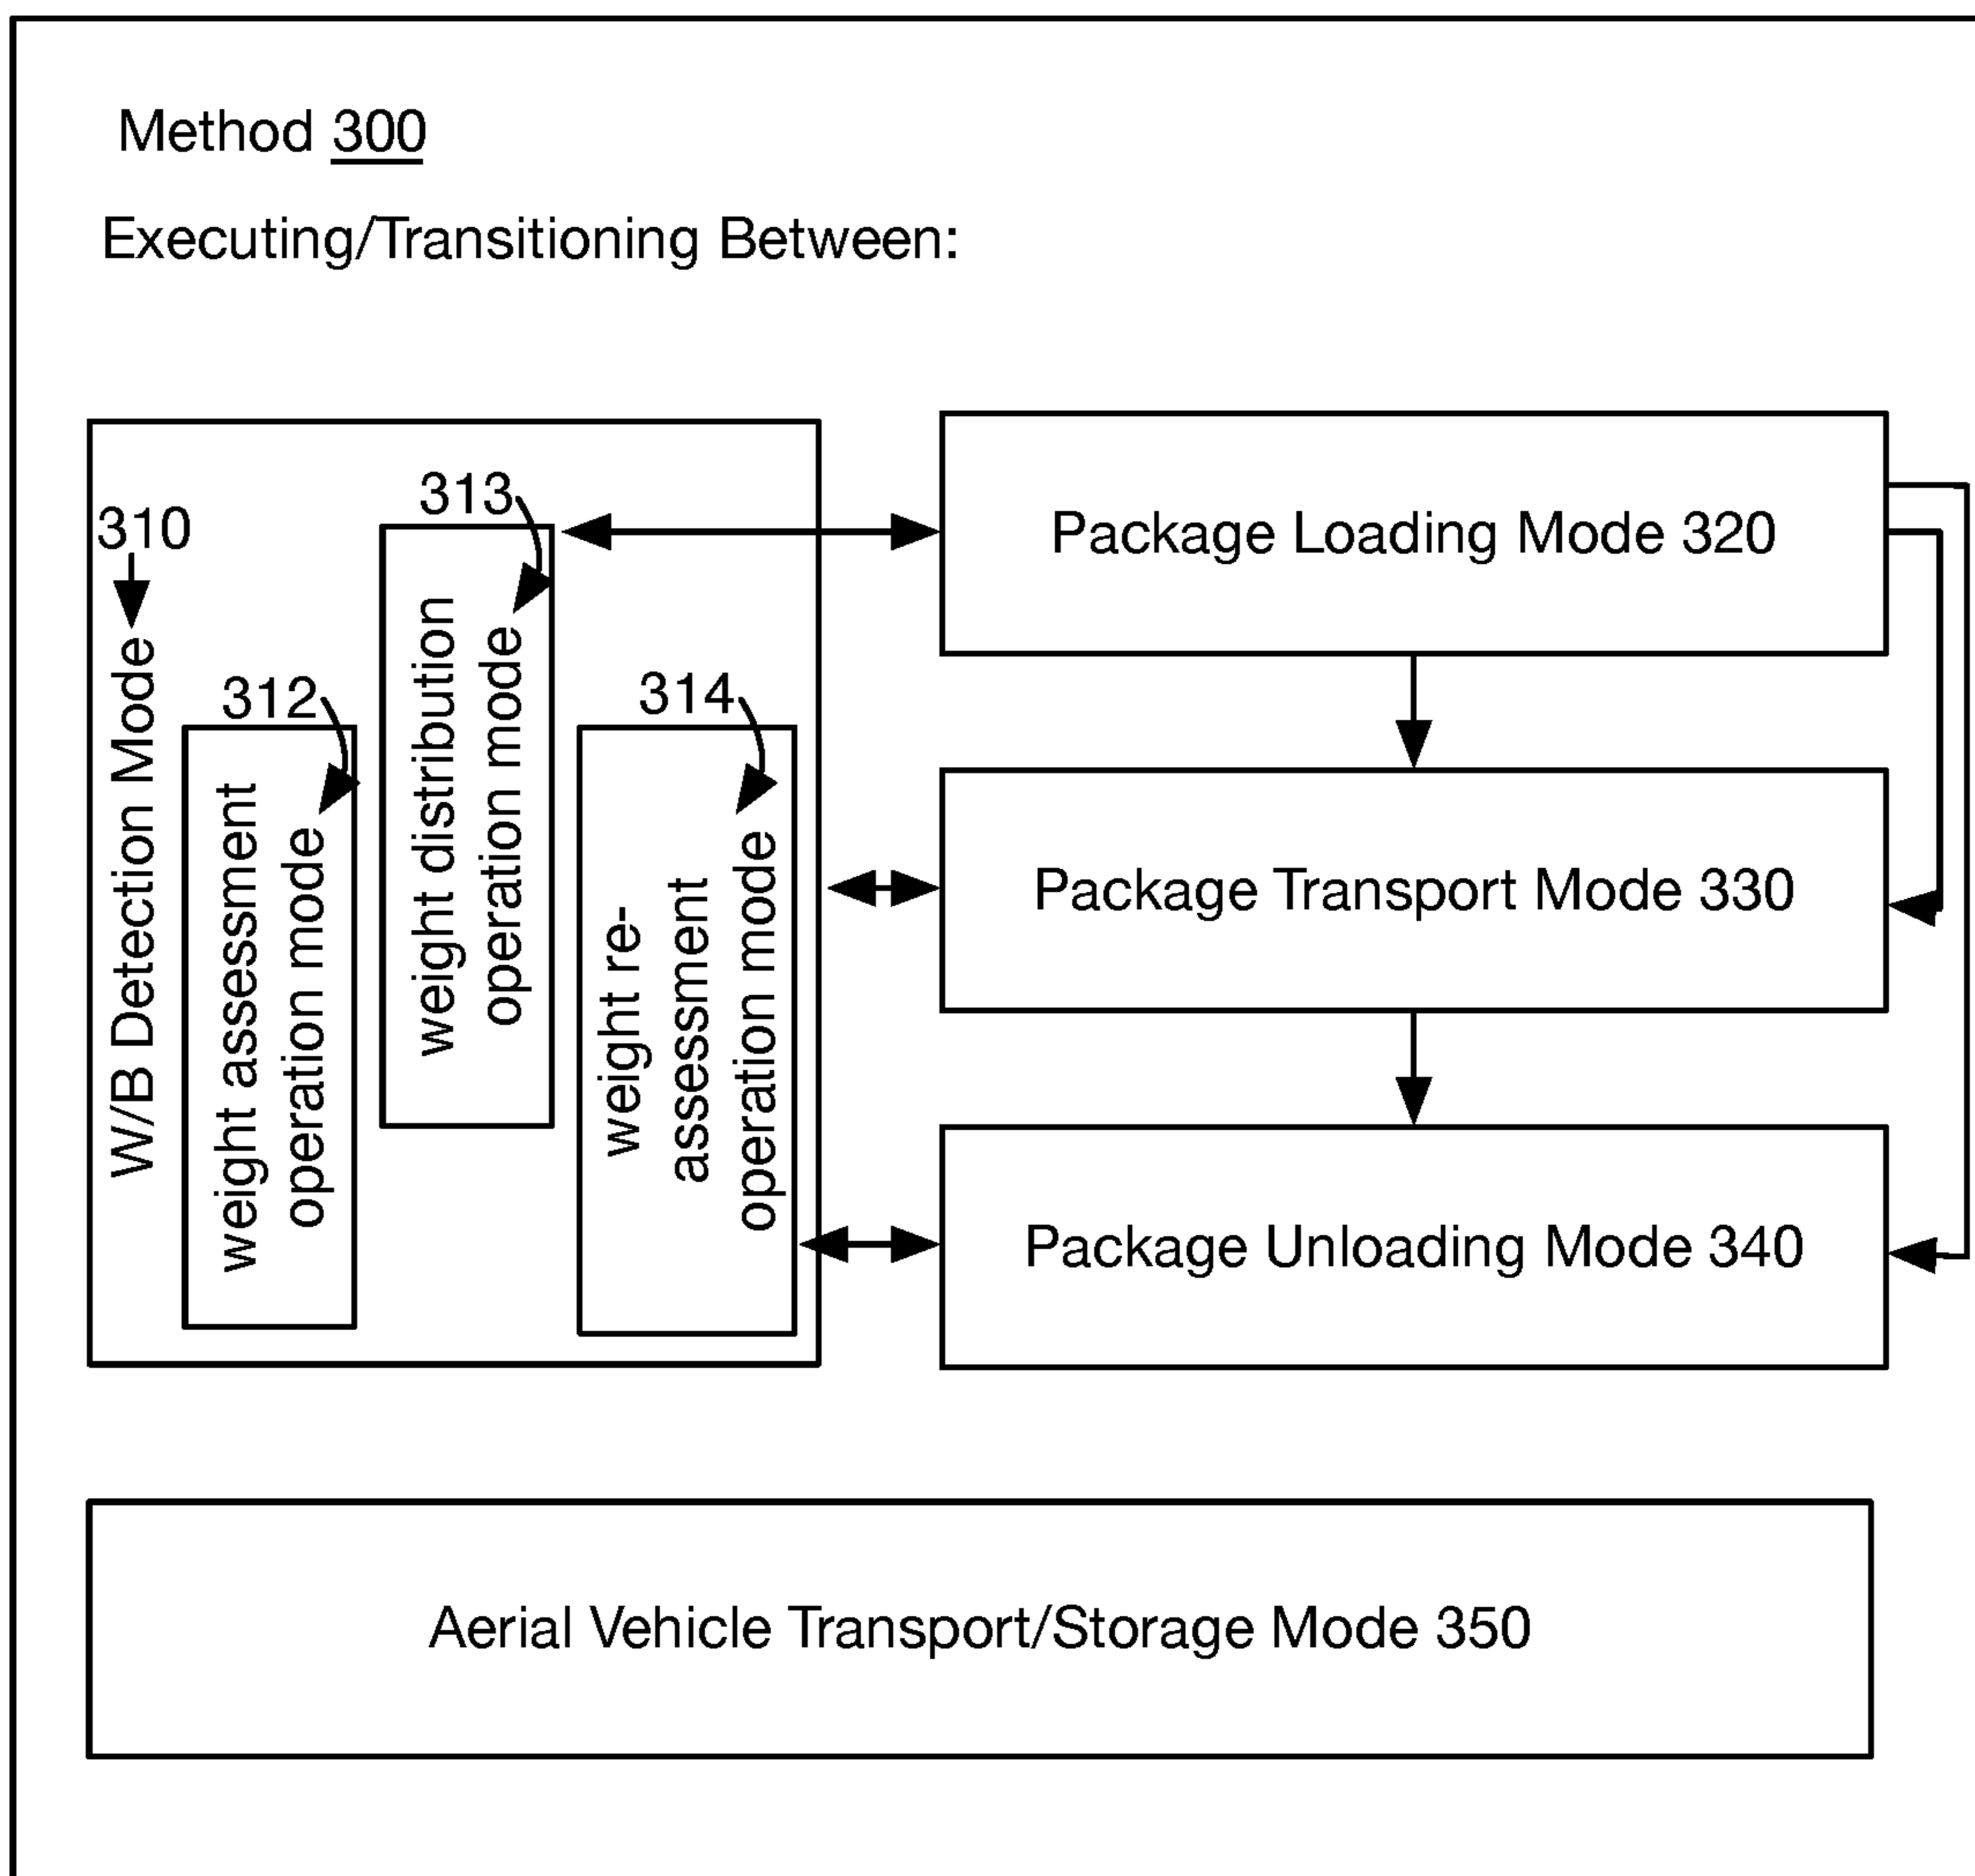 Method 300
Executing/Transitioning Between:
310
W/B Detection Mode
312
weight assessment
operation mode
313
weight distribution
operation mode
314
weight re-
assessment
operation mode
Package Loading Mode 320
Package Transport Mode 330
Package Unloading Mode 340
Aerial Vehicle Transport/Storage Mode 350